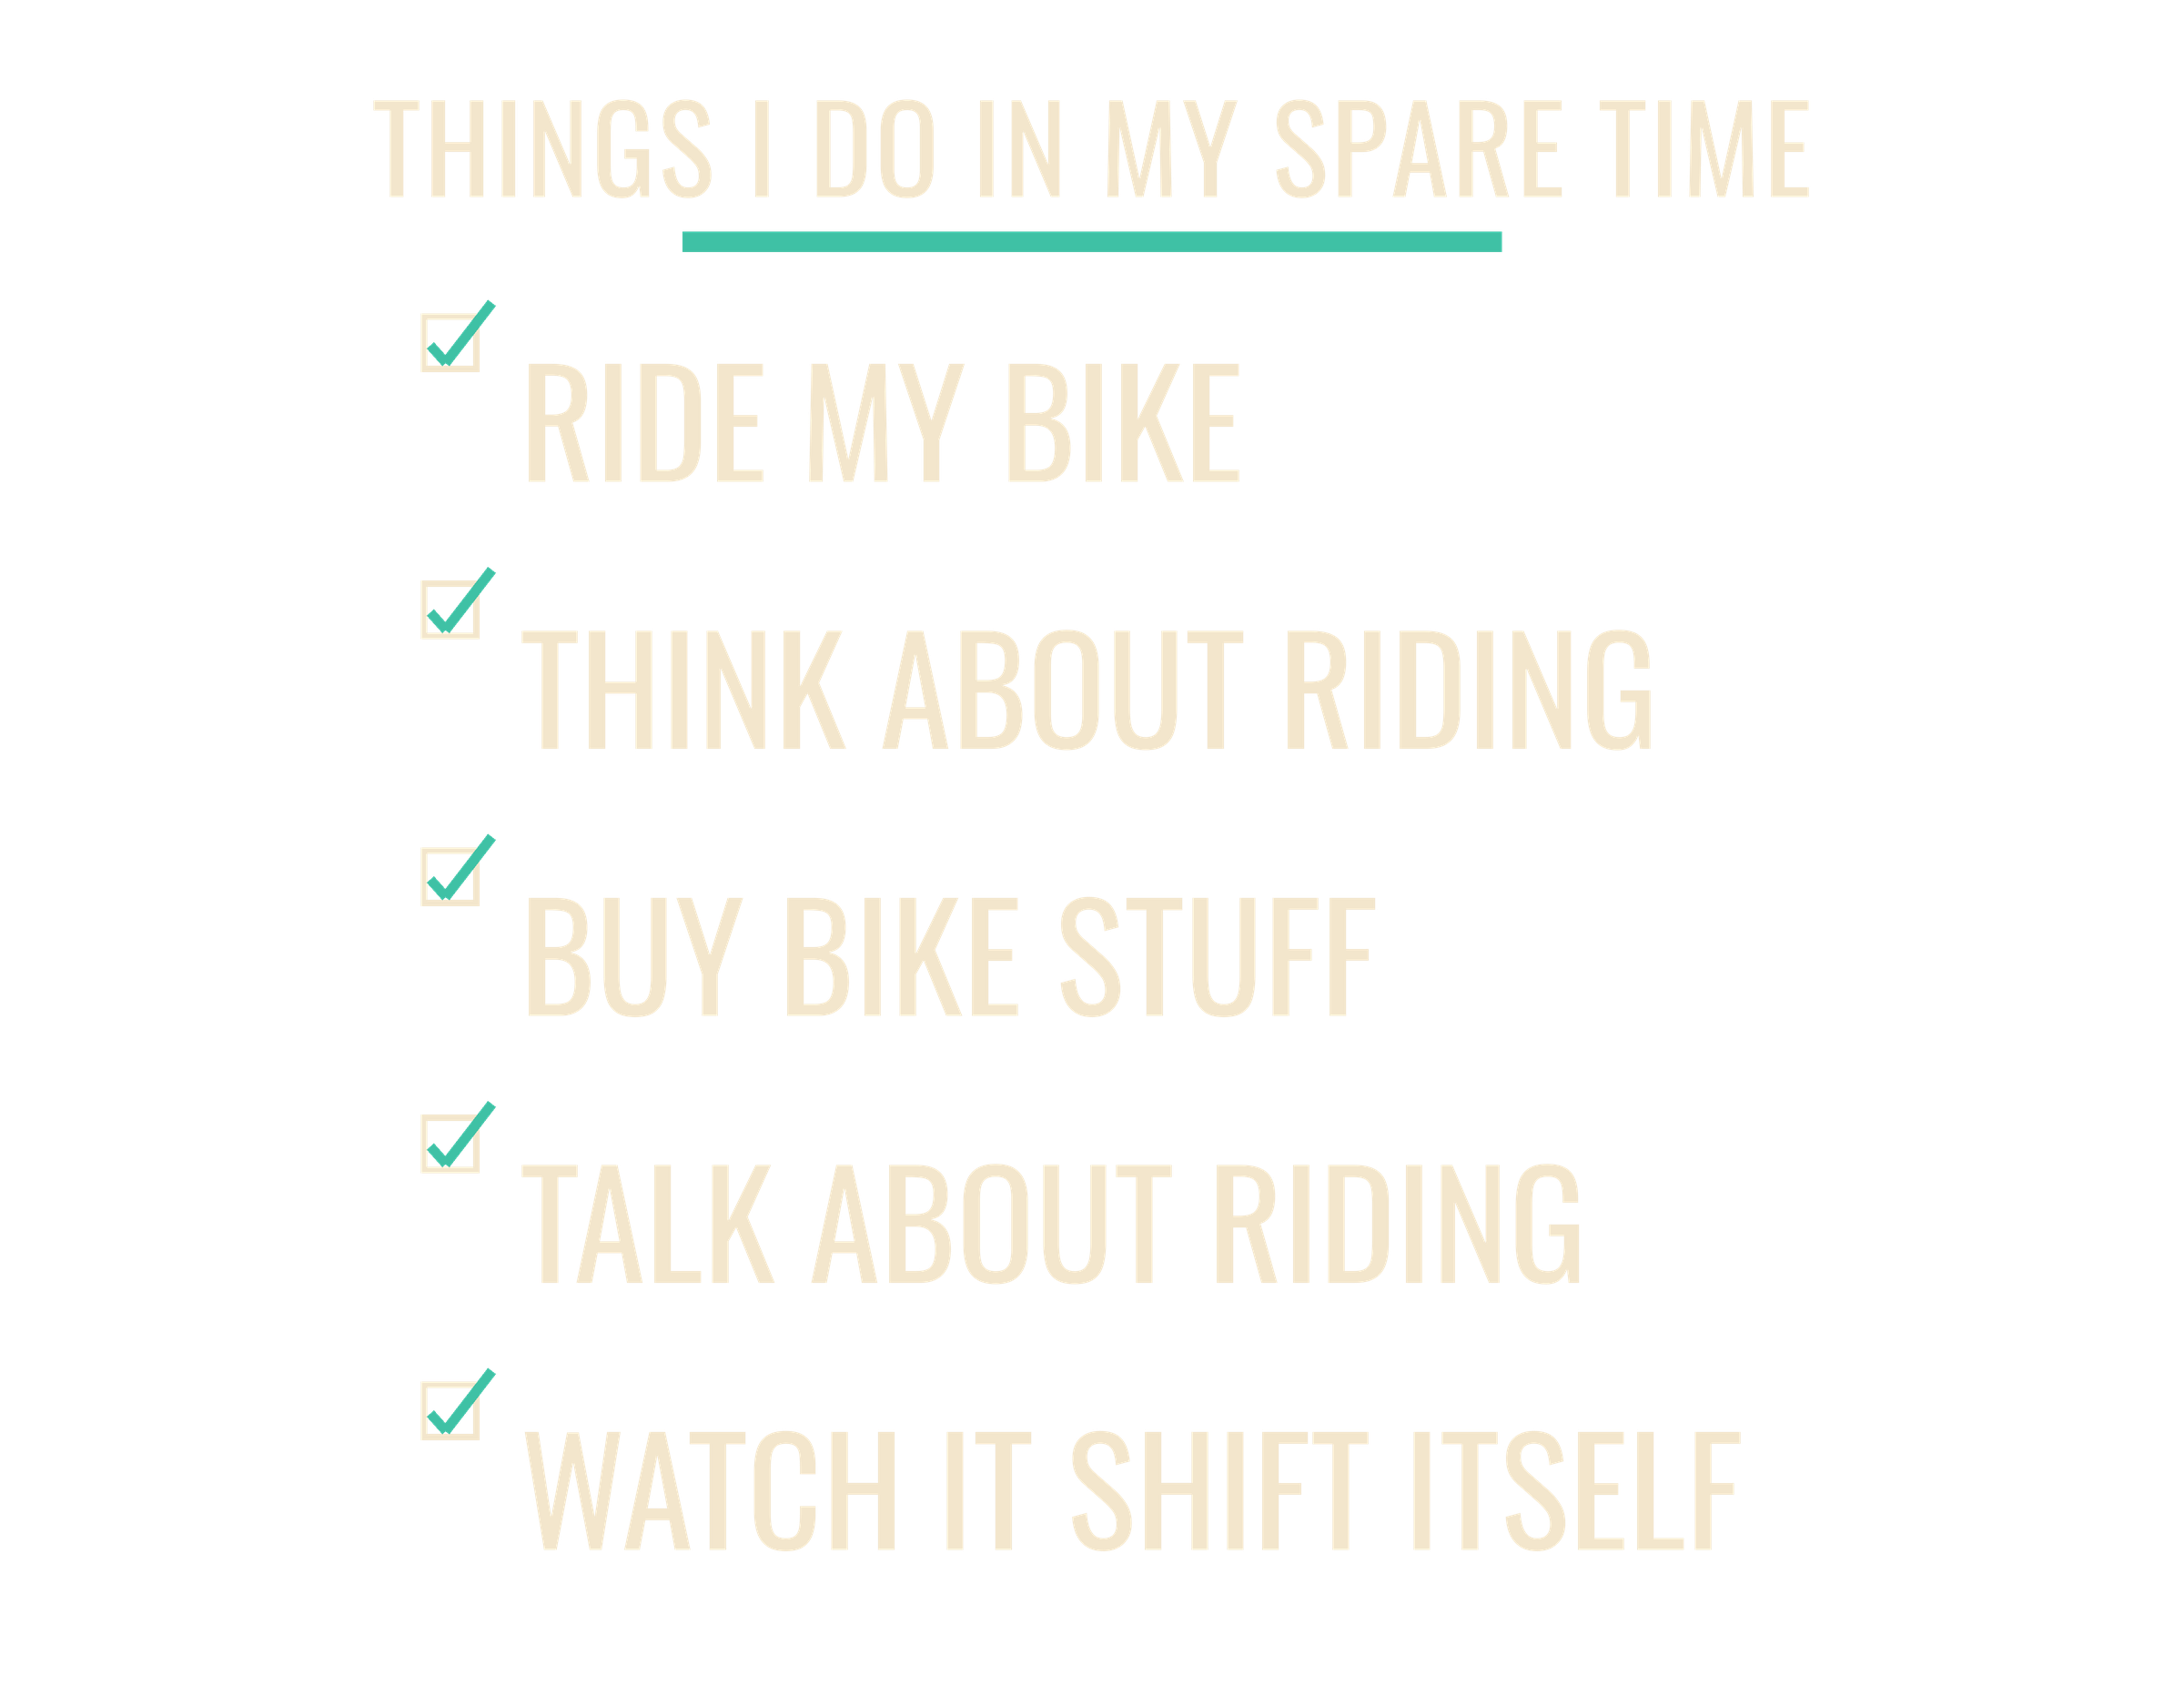 THINGS I DO IN MY SPARE TIME
RIDE MY BIKE
THINK ABOUT RIDING
BUY BIKE STUFF
TALK ABOUT RIDING
WATCH IT SHIFT ITSELF